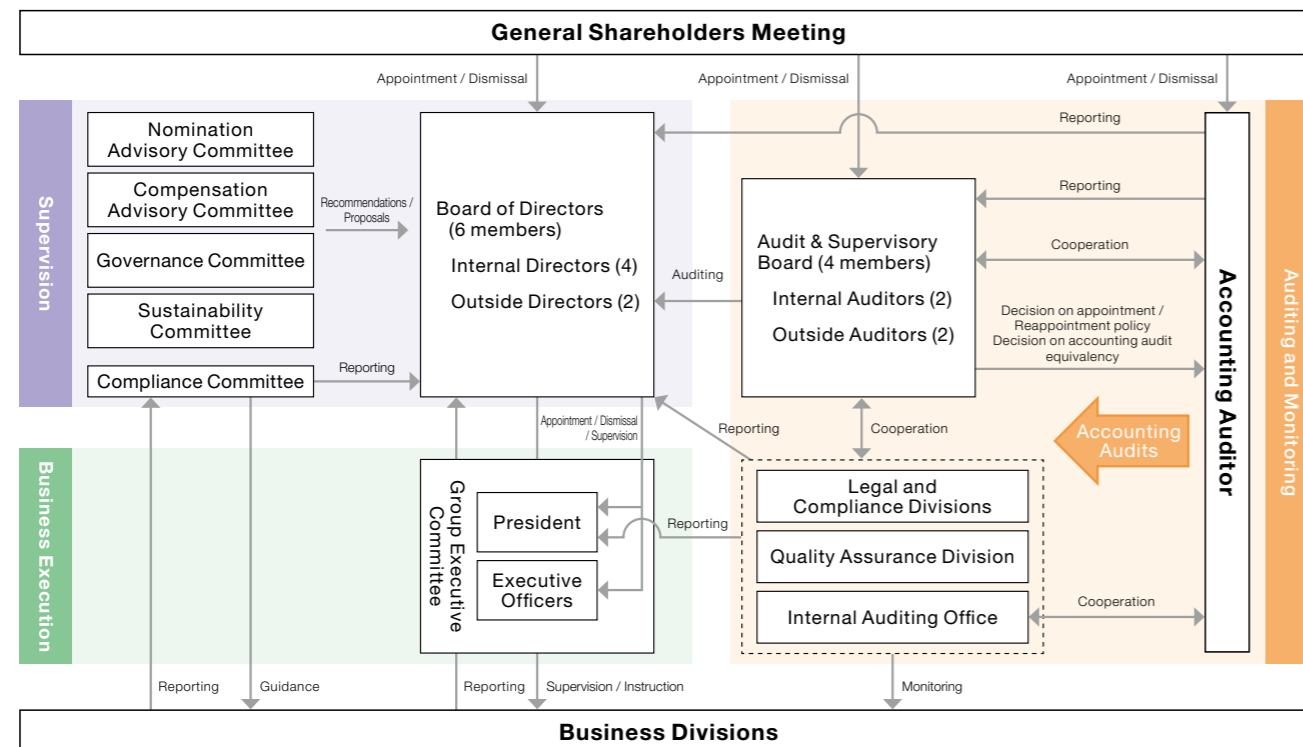 General Shareholders Meeting
Appointment / Dismissal
Appointment / Dismissal
Appointment / Dismissal
Supervision
Nomination
Advisory Committee
Compensation
Advisory Committee
Governance Committee
Sustainability
Committee
Compliance Committee
Recommendations /
Proposals
Reporting
Board of Directors
(6 members)
Internal Directors (4)
Outside Directors (2)
Auditing
Audit & Supervisory
Board (4 members)
Internal Auditors (2)
Outside Auditors (2)
Reporting
Reporting
Cooperation
Decision on appointment /
Reappointment policy
Decision on accounting audit
equivalency
Accounting Auditor
Auditing and Monitoring
Accounting
Audits
Appointment / Dismissal
/ Supervision
Reporting
Cooperation
Business Execution
Group Executive
Committee
President
Executive
Officers
Reporting
Legal and
Compliance Divisions
Quality Assurance Division
Internal Auditing Office
Cooperation
Reporting
Guidance
Reporting
Supervision / Instruction
Monitoring
Business Divisions